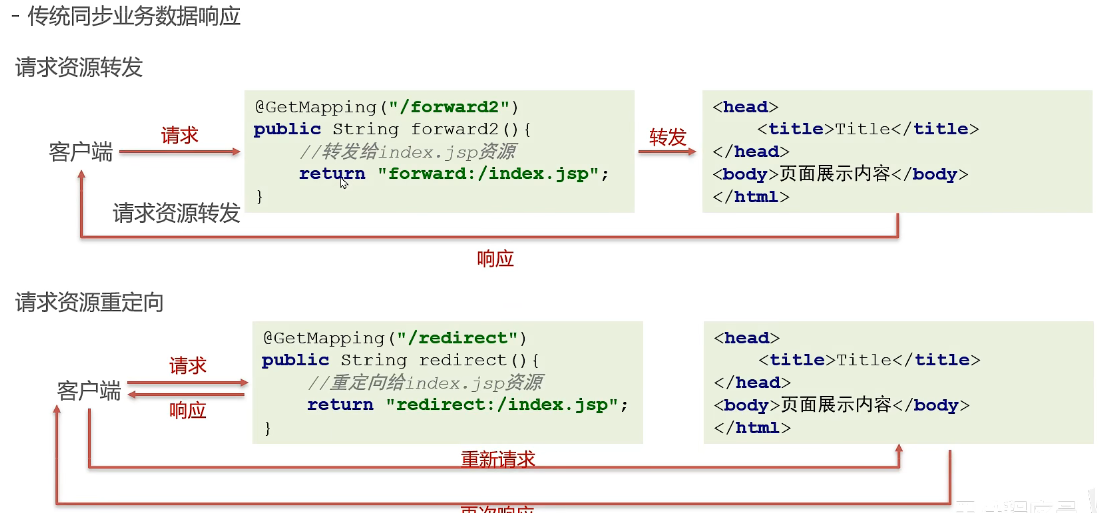 - 传统同步业务数据响应
请求资源转发
客户端
请求
@GetMapping("/forward2")
public String forward2(){
//转发给index.jsp资源
return "forward:/index.jsp";
}
转发
<head>
<title>Title</title>
</head>
<body>页面展示内容</body>
</html>
请求资源转发
响应
请求资源重定向
客户端
请求
响应
@GetMapping("/redirect")
public String redirect(){
//重定向给index.jsp资源
return "redirect:/index.jsp";
}
<head>
<title>Title</title>
</head>
<body>页面展示内容</body>
</html>
重新请求
再次响应